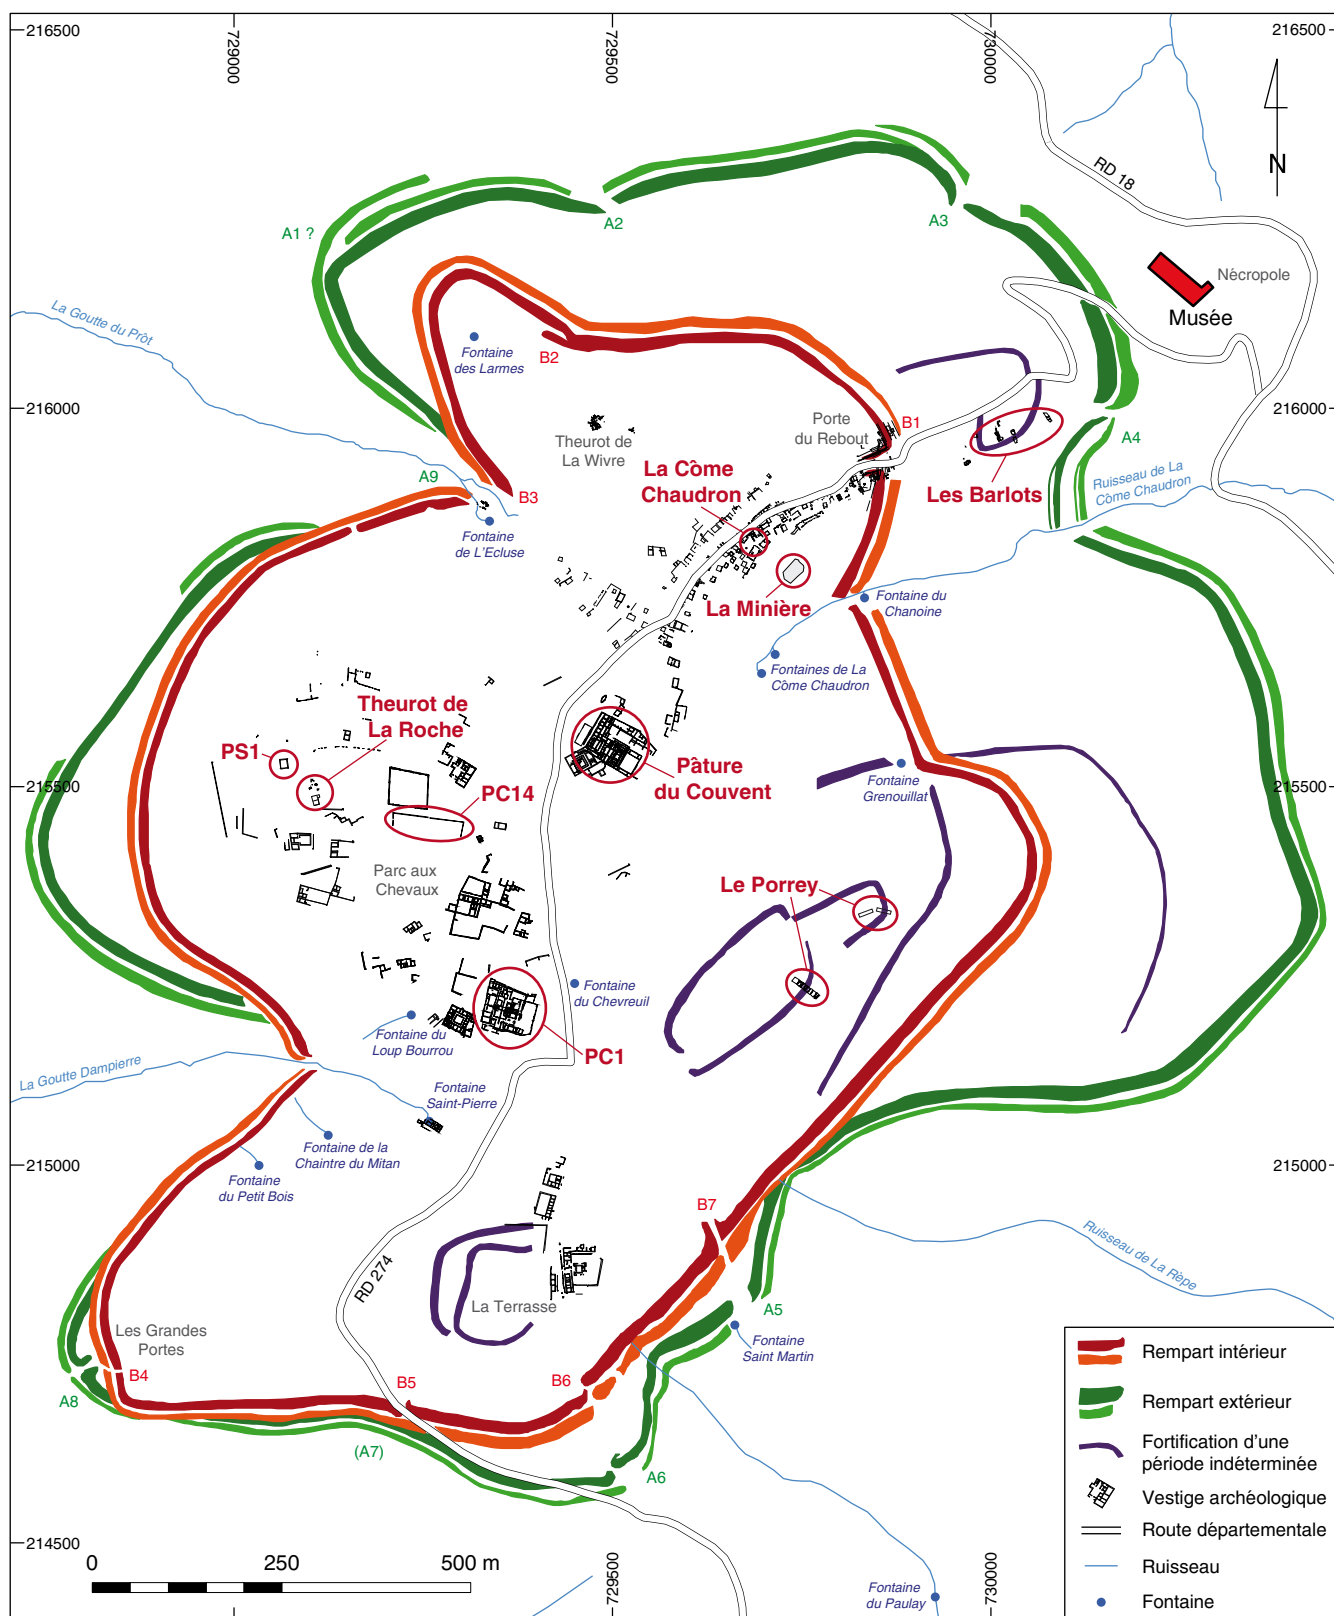 216500
729000
729500
730000
216500
RD 18
N
A1 ?
A2
A3
Nécropole
Musée
La Goutte du Prôt
Fontaine
des Larmes
B2
216000
216000
Theurot de
La Wivre
Porte
du Rebout
B1
A4
La Côme
Chaudron
Les Barlots
Ruisseau de La
Côme Chaudron
A9
B3
Fontaine
de L'Ecluse
La Minière
Fontaine du
Chanoine
Fontaines de La
Côme Chaudron
Theurot de
La Roche
PS1
PC14
Pâture
du Couvent
Fontaine
Grenouillat
215500
215500
Parc aux
Chevaux
Le Porrey
Fontaine
du Chevreuil
Fontaine du
Loup Bourrou
PC1
La Goutte Dampierre
Fontaine
Saint-Pierre
Fontaine de la
Chaintre du Mitan
Fontaine
du Petit Bois
215000
215000
B7
Ruisseau de La Rèpe
RD 274
La Terrasse
A5
Fontaine
Saint Martin
Les Grandes
Portes
B4
A8
B5
B6
(A7)
A6
214500
0
250
500 m
729500
730000
Fontaine
du Paulay
Rempart intérieur
Rempart extérieur
Fortification d'une
période indéterminée
Vestige archéologique
Route départementale
Ruisseau
Fontaine